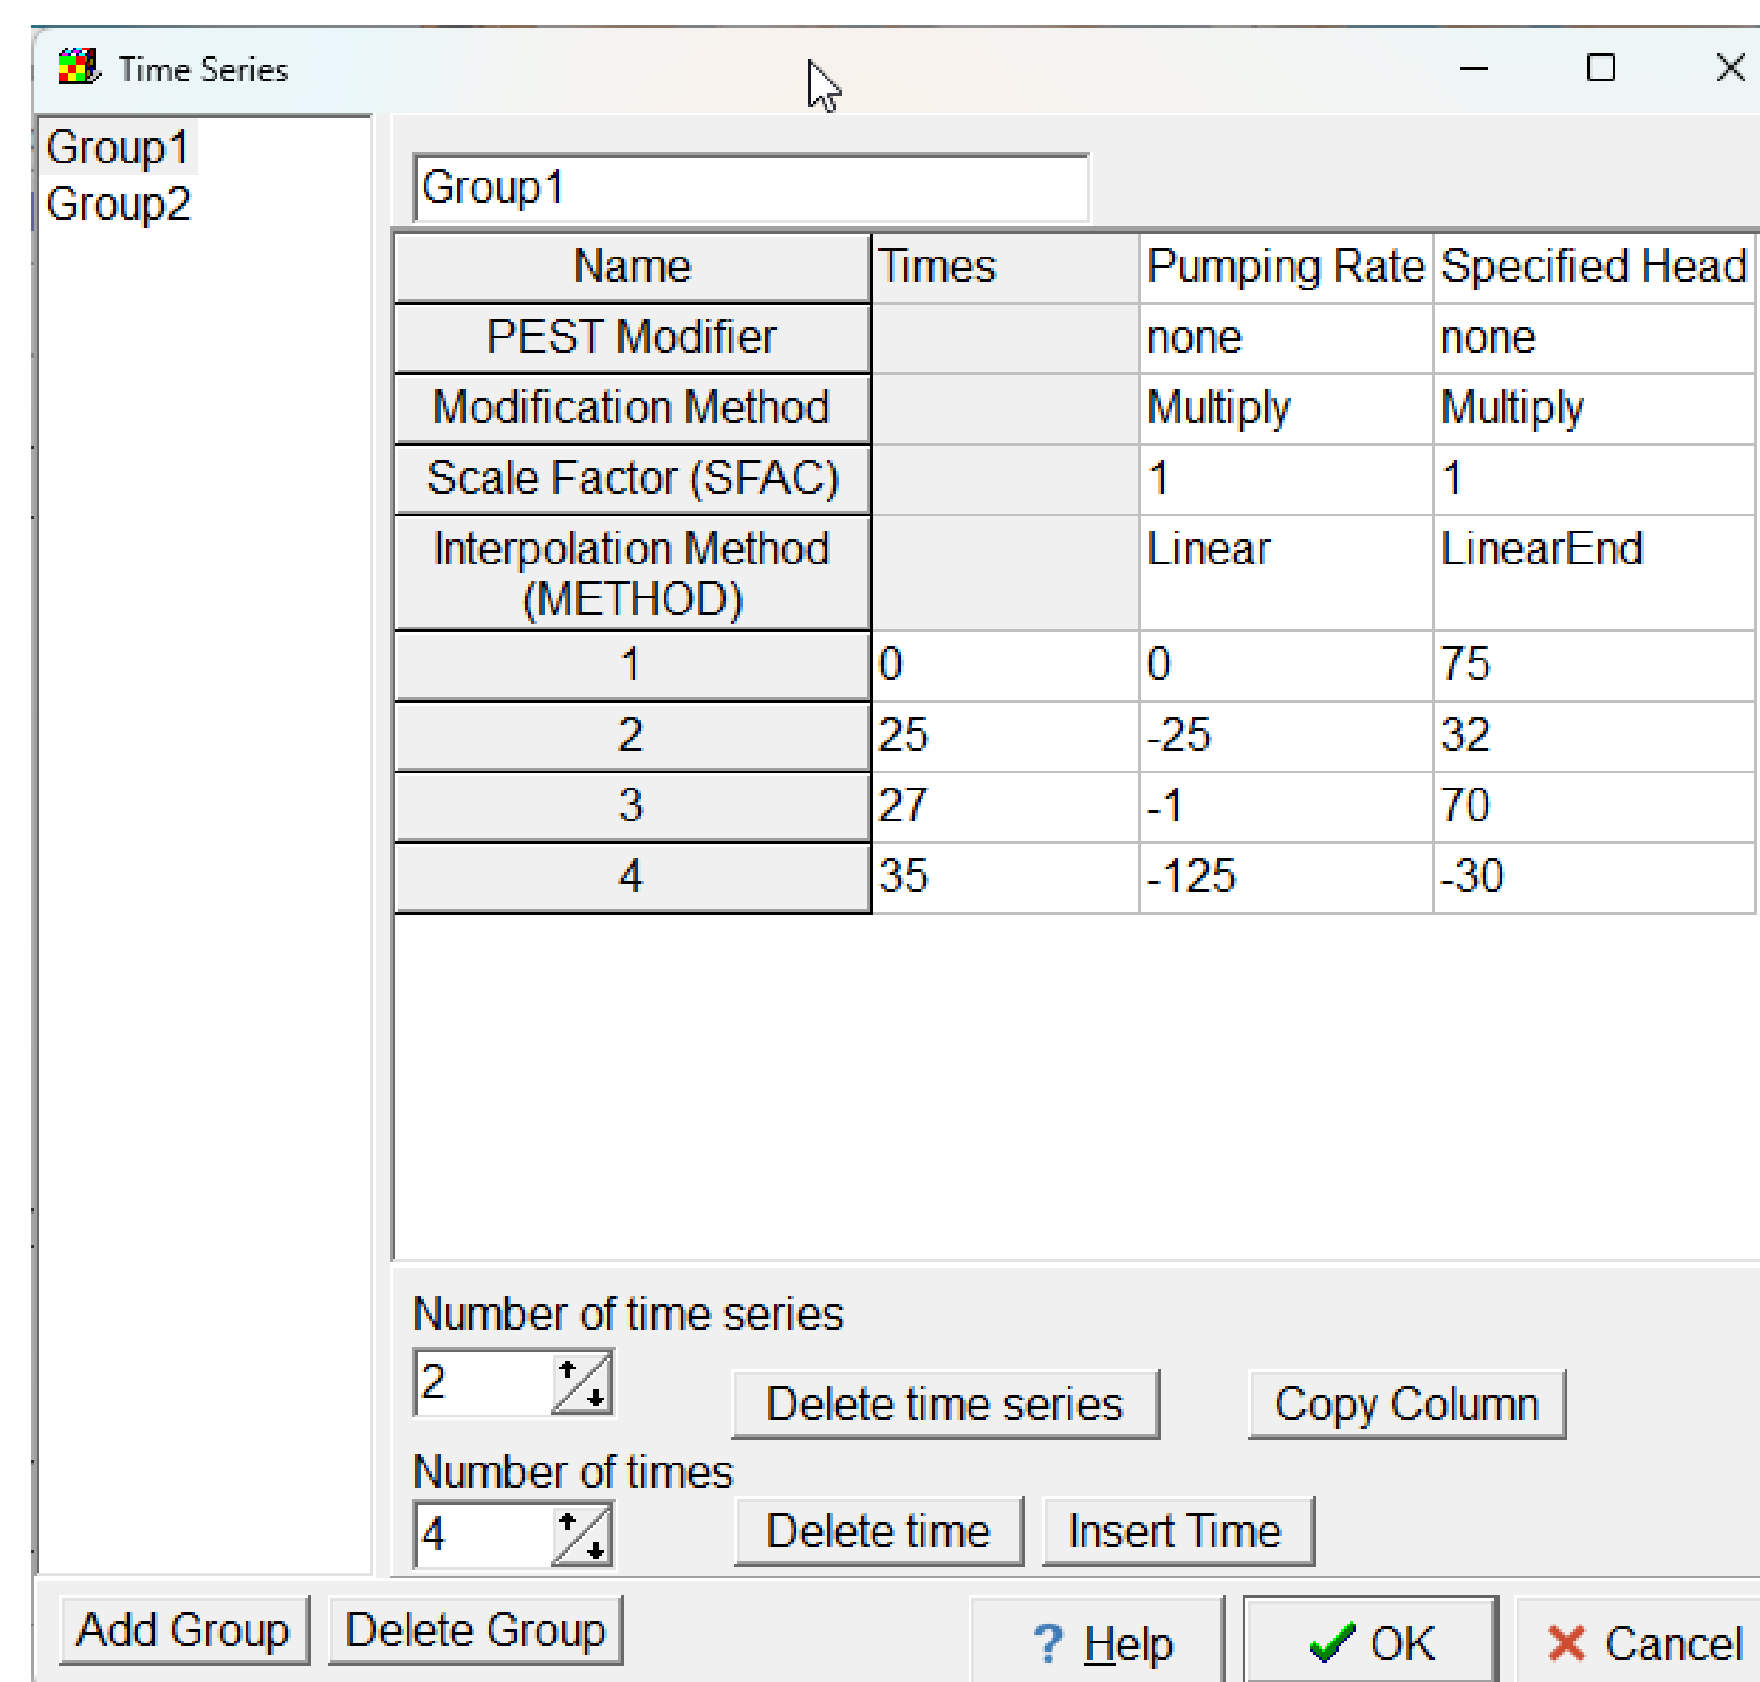 Time Series
Group1
Group2
Group1
Name Times Pumping Rate Specified Head
PEST Modifier none none
Modification Method Multiply Multiply
Scale Factor (SFAC) 1 1
Interpolation Method Linear LinearEnd
(METHOD)
1 0 0 75
2 25 -25 32
3 27 -1 70
4 35 -125 -30
Number of time series
2 Delete time series Copy Column
Number of times
4 Delete time Insert Time
Add Group Delete Group ? Help OK Cancel